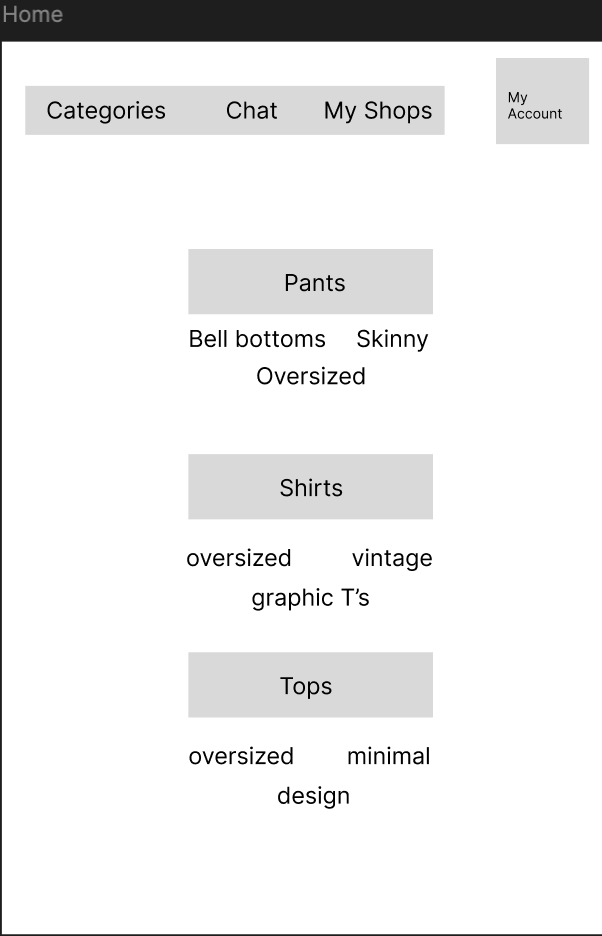 Home
Categories Chat My Shops
My
Account
Pants
Bell bottoms Skinny
Oversized
Shirts
oversized vintage
graphic T’s
Tops
oversized minimal
design